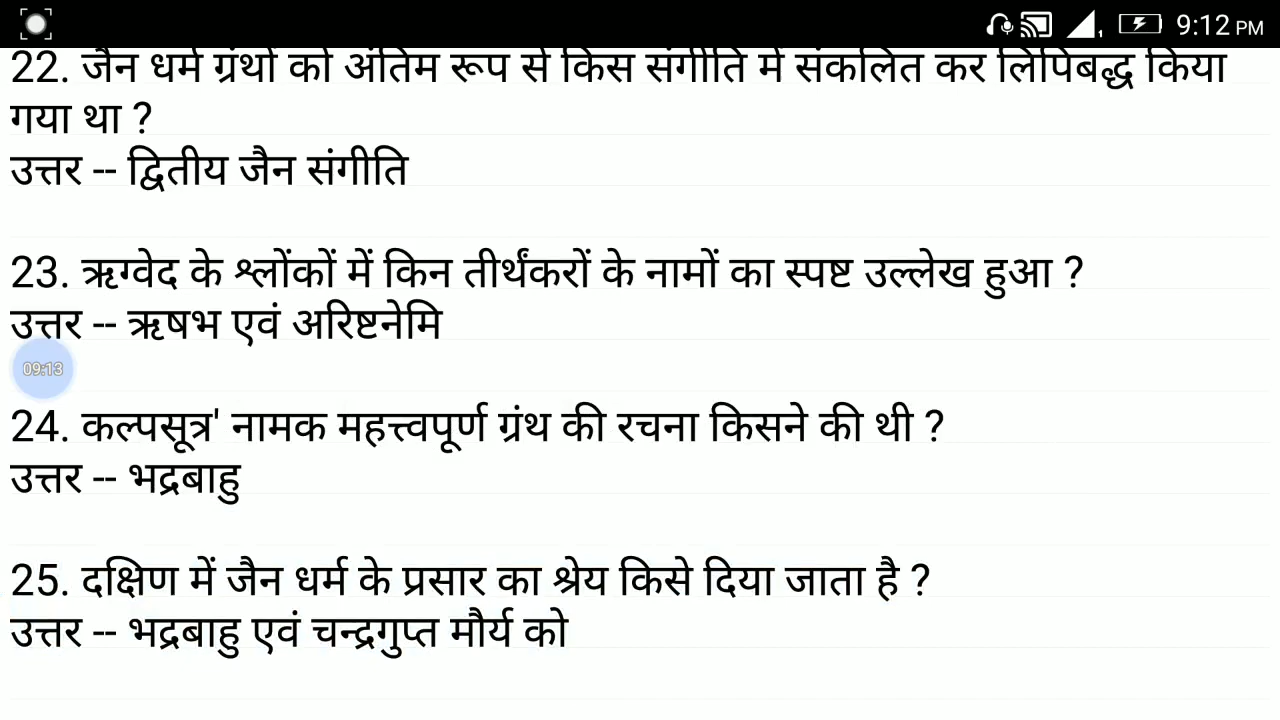 9:12 PM
22. जैन धर्म ग्रंथों को अंतिम रूप से किस संगीति में संकलित कर लिपिबद्ध किया
गया था ?
उत्तर -- द्वितीय जैन संगीति
23. ऋग्वेद के श्लोंकों में किन तीर्थंकरों के नामों का स्पष्ट उल्लेख हुआ ?
उत्तर -- ऋषभ एवं अरिष्टनेमि
09:13
24. कल्पसूत्र' नामक महत्त्वपूर्ण ग्रंथ की रचना किसने की थी ?
उत्तर -- भद्रबाहु
25. दक्षिण में जैन धर्म के प्रसार का श्रेय किसे दिया जाता है ?
उत्तर -- भद्रबाहु एवं चन्द्रगुप्त मौर्य को